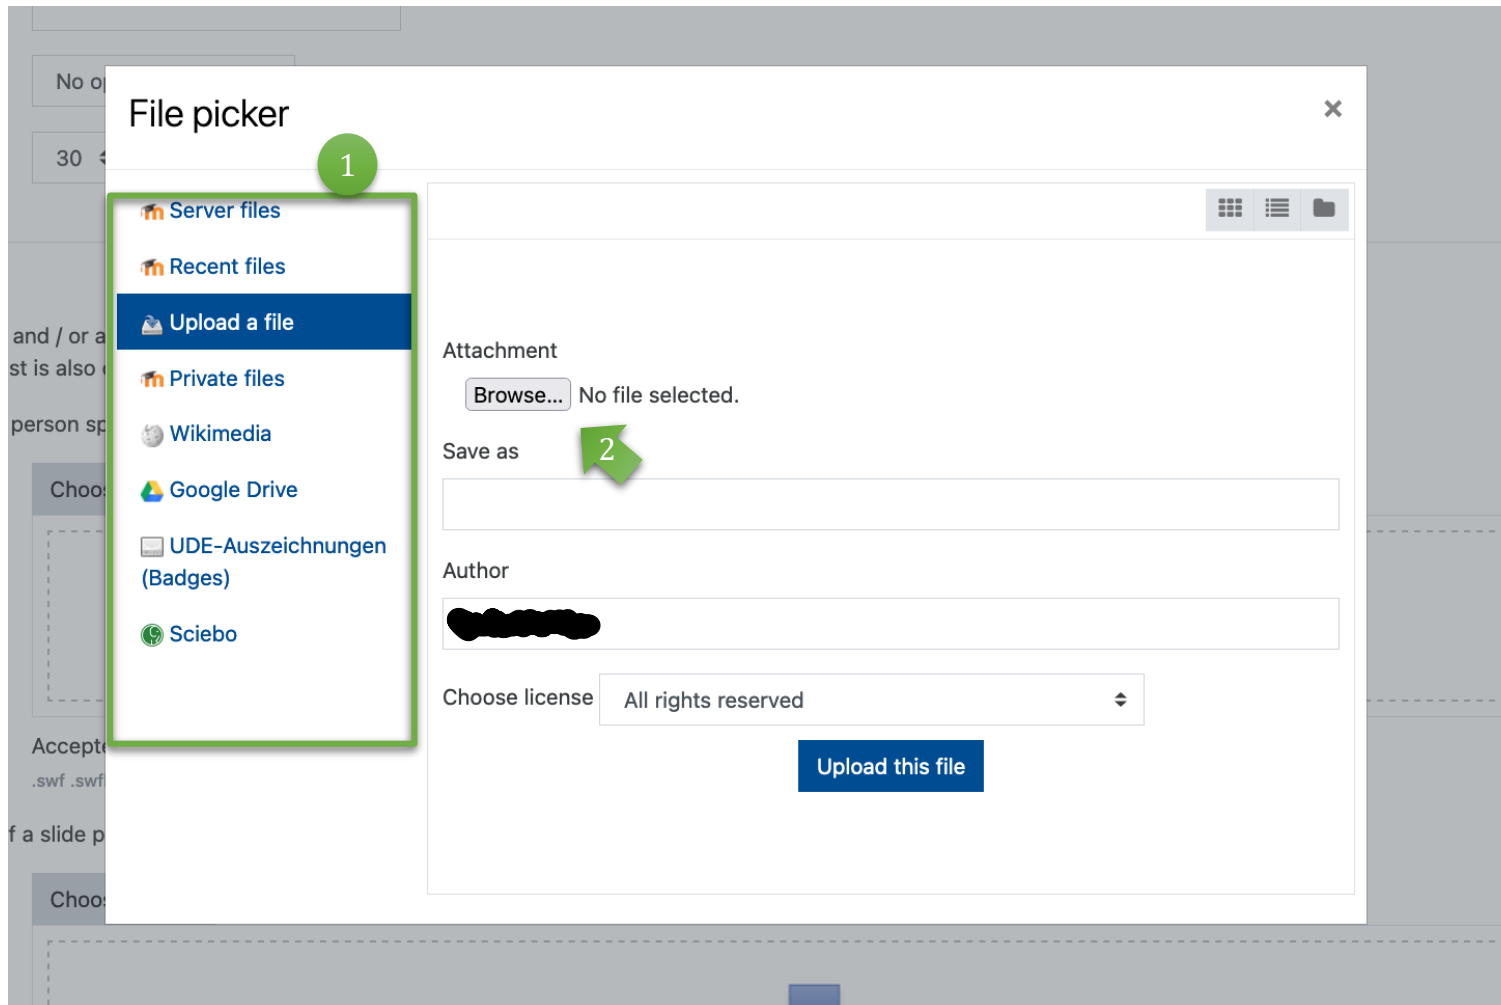 No o
File picker
30
1
Server files
Recent files
Upload a file
Private files
Wikimedia
Google Drive
UDE-Auszeichnungen
(Badges)
Sciebo
Attachment
Browse... No file selected.
2
Save as
Author
Choose license All rights reserved
Upload this file
and / or a
st is also
person sp
Choo
Accepte
.swf .swf
f a slide p
Choo